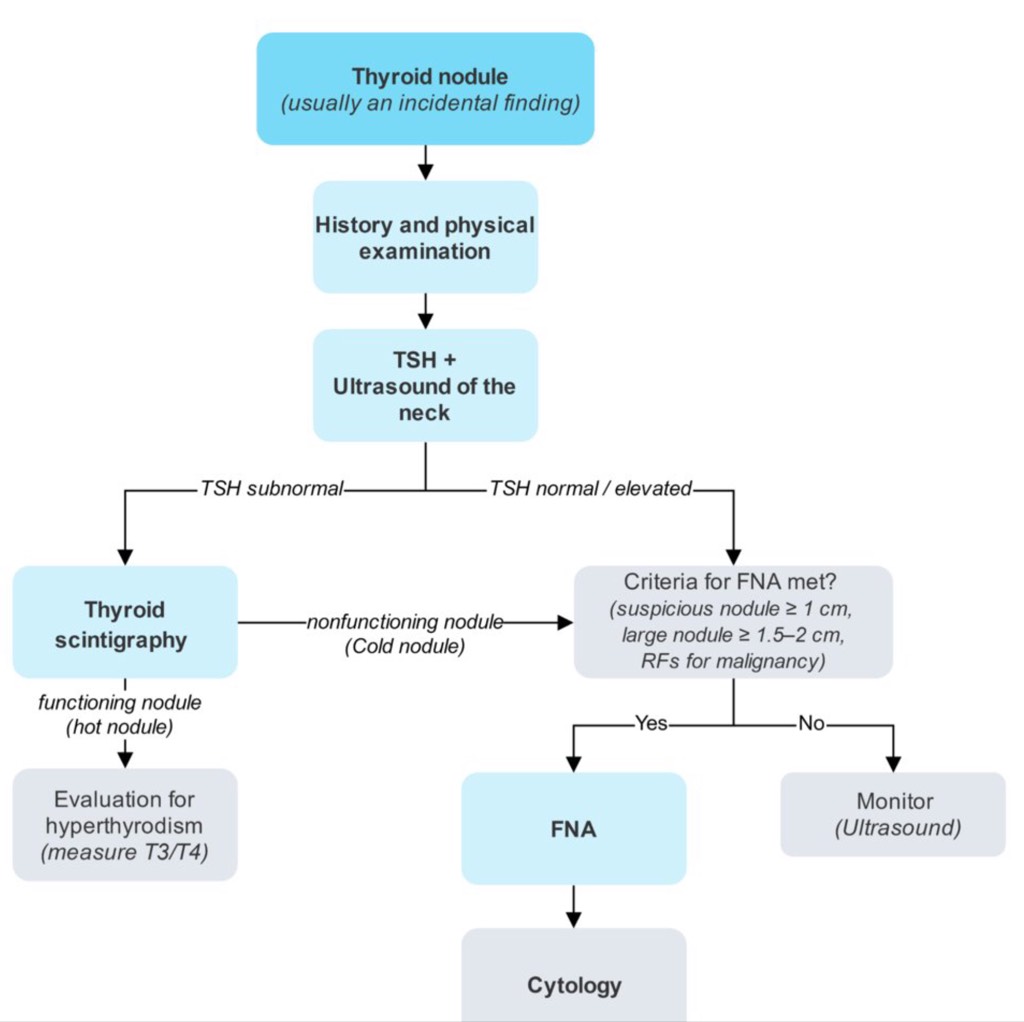 Thyroid nodule
(usually an incidental finding)
History and physical
examination
TSH +
Ultrasound of the
neck
TSH subnormal
TSH normal / elevated
Thyroid
scintigraphy
nonfunctioning nodule
(Cold nodule)
Criteria for FNA met?
(suspicious nodule ≥ 1 cm,
large nodule ≥ 1.5–2 cm,
RFs for malignancy)
functioning nodule
(hot nodule)
Yes
No
Evaluation for
hyperthyrodism
(measure T3/T4)
FNA
Monitor
(Ultrasound)
Cytology